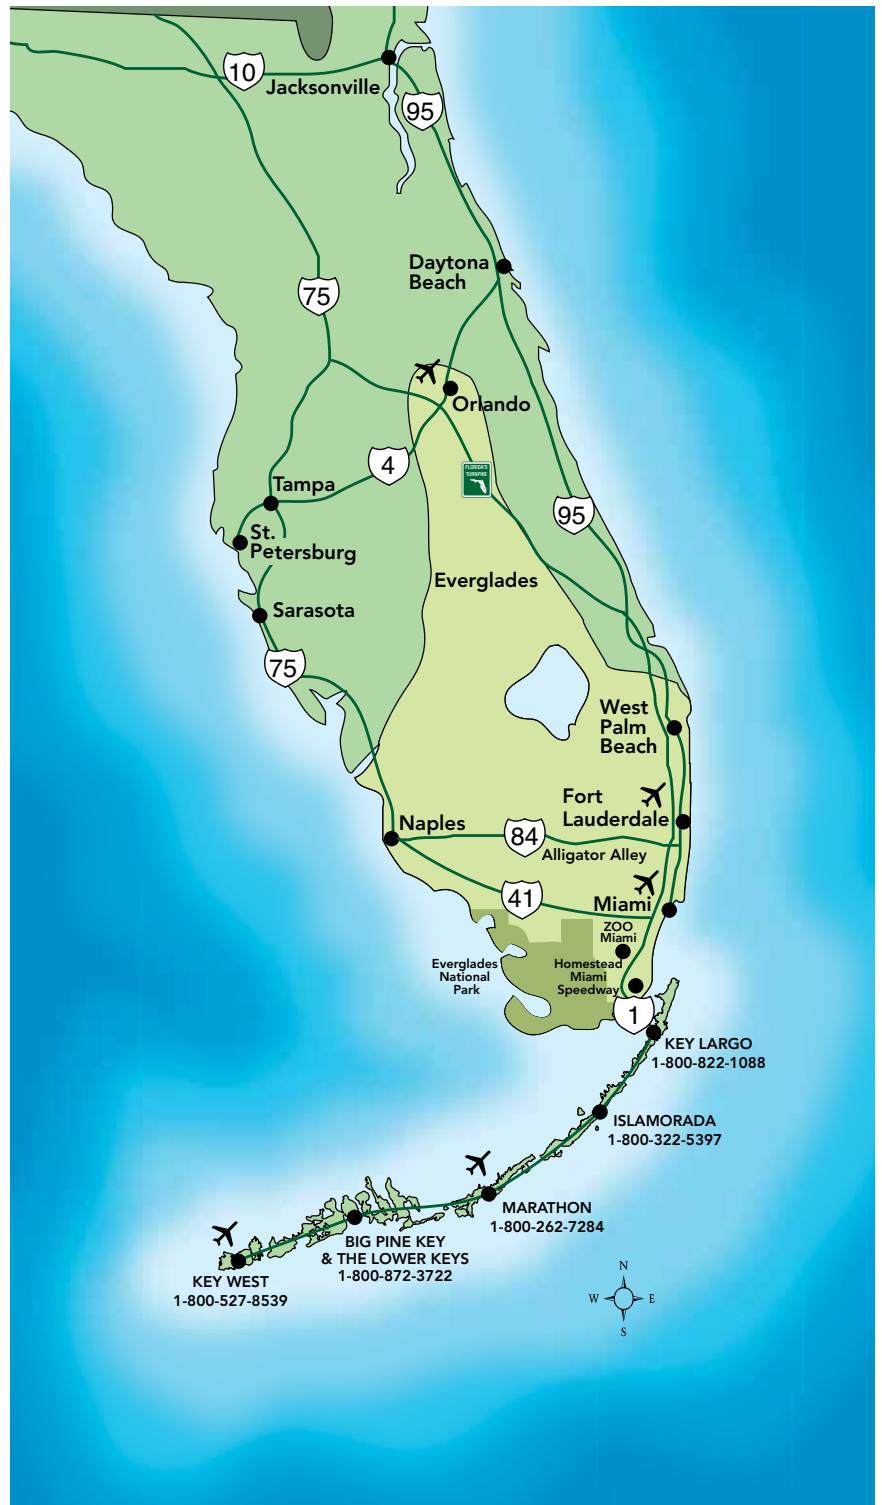 10
Jacksonville
95
Daytona
Beach
75
Orlando
4
FLORIDA'S
TURNPIKE
Tampa
95
St.
Petersburg
Everglades
Sarasota
75
West
Palm
Beach
Fort
Lauderdale
Naples
84
Alligator Alley
41
Miami
ZOO
Miami
Everglades
National
Park
Homestead
Miami
Speedway
1
KEY LARGO
1-800-822-1088
ISLAMORADA
1-800-322-5397
MARATHON
1-800-262-7284
BIG PINE KEY
& THE LOWER KEYS
1-800-872-3722
KEY WEST
1-800-527-8539
N
W E
S